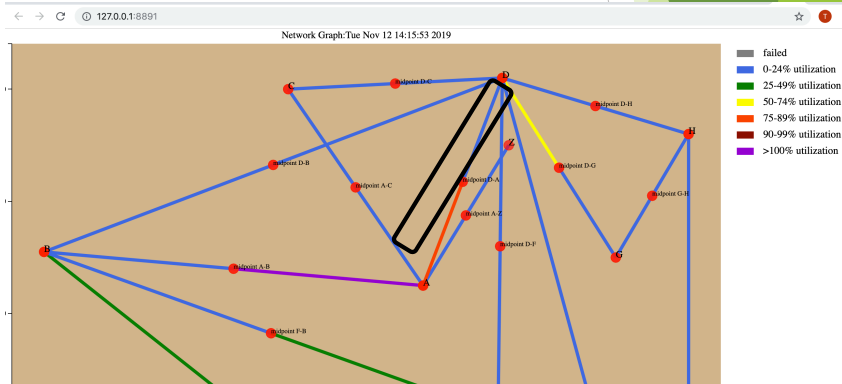 127.0.0.1:8891
T
Network Graph:Tue Nov 12 14:15:53 2019
failed
0-24% utilization
25-49% utilization
50-74% utilization
75-89% utilization
90-99% utilization
>100% utilization
D
C
midpoint D-C
midpoint D-H
H
Z
midpoint D-B
midpoint D-G
midpoint D-A
midpoint A-C
midpoint G-H
midpoint A-Z
B
midpoint D-F
G
midpoint A-B
A
midpoint F-B